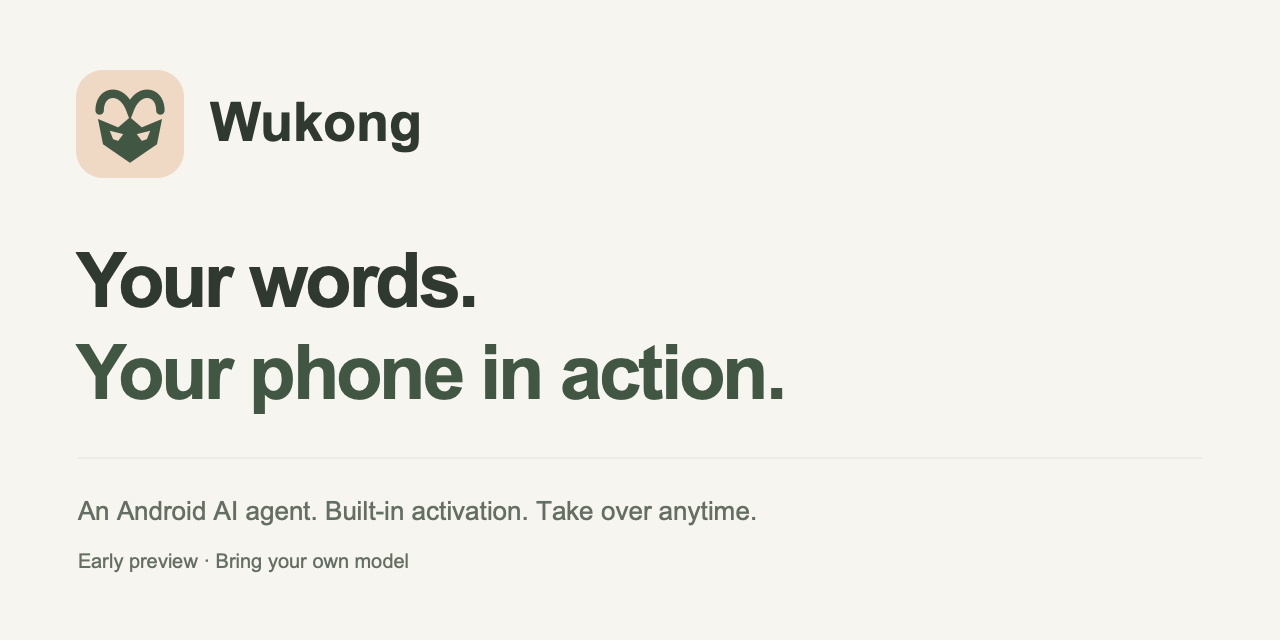 Wukong
Your words.
Your phone in action.
An Android AI agent. Built-in activation. Take over anytime.
Early preview · Bring your own model